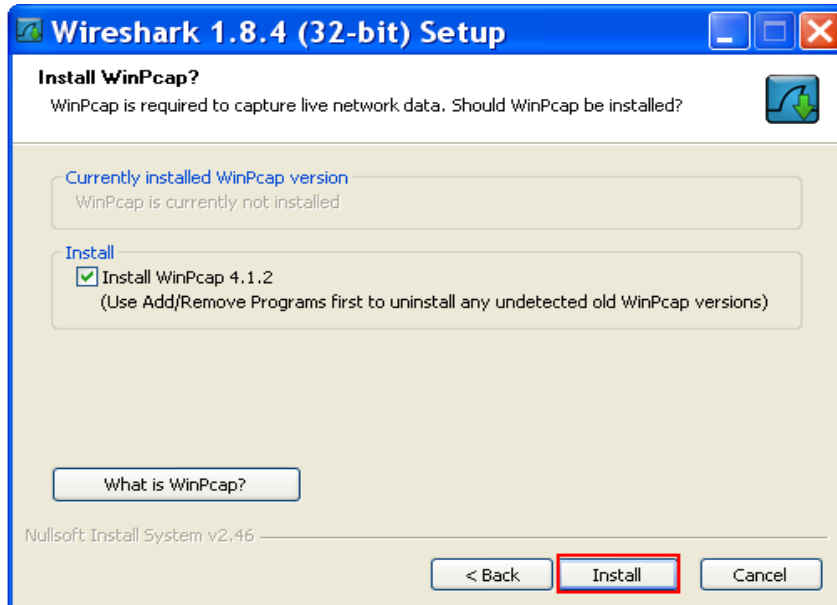 Wireshark 1.8.4 (32-bit) Setup
Install WinPcap?
WinPcap is required to capture live network data. Should WinPcap be installed?
Currently installed WinPcap version
WinPcap is currently not installed
Install
Install WinPcap 4.1.2
(Use Add/Remove Programs first to uninstall any undetected old WinPcap versions)
What is WinPcap?
Nullsoft Install System v2.46
< Back Install Cancel